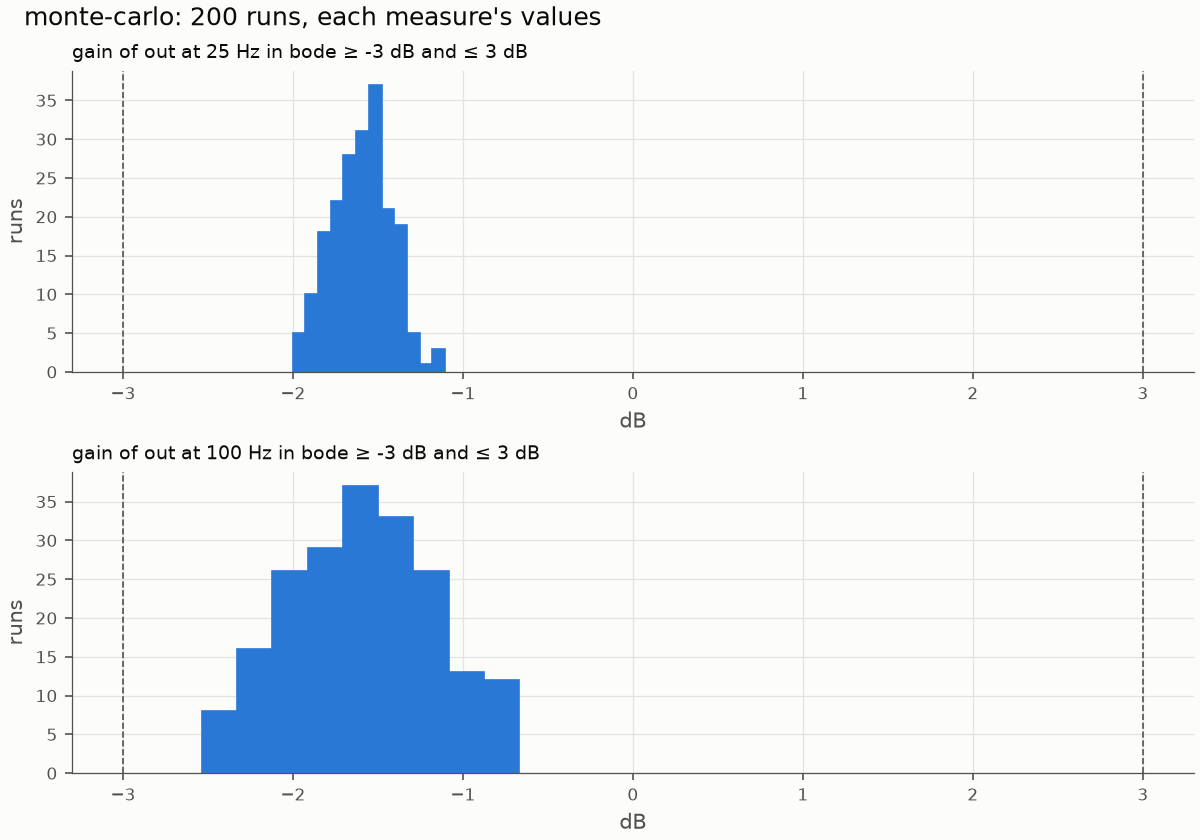 monte-carlo: 200 runs, each measure's values
gain of out at 25 Hz in bode ≥ -3 dB and ≤ 3 dB
35
30
25
20
15
10
5
0
runs
−3 −2 −1 0 1 2 3
dB
gain of out at 100 Hz in bode ≥ -3 dB and ≤ 3 dB
35
30
25
20
15
10
5
0
runs
−3 −2 −1 0 1 2 3
dB